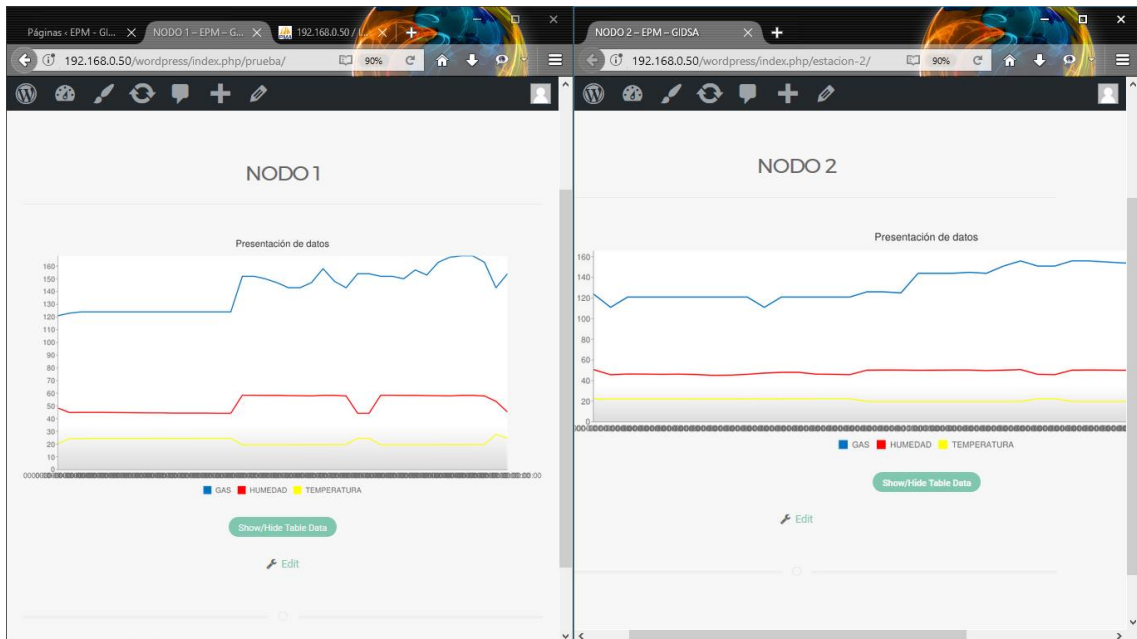 Páginas ‹ EPM - GI...
NODO 1 – EPM – G...
192.168.0.50 /
192.168.0.50/wordpress/index.php/prueba/
90%
NODO 1
Presentación de datos
160
150
140
130
120
110
100
90
80
70
60
50
40
30
20
10
0
GAS HUMEDAD TEMPERATURA
Show/Hide Table Data
Edit
NODO 2 – EPM – GIDSA
192.168.0.50/wordpress/index.php/estacion-2/
90%
NODO 2
Presentación de datos
160
140
120
100
80
60
40
20
0
GAS HUMEDAD TEMPERATURA
Show/Hide Table Data
Edit